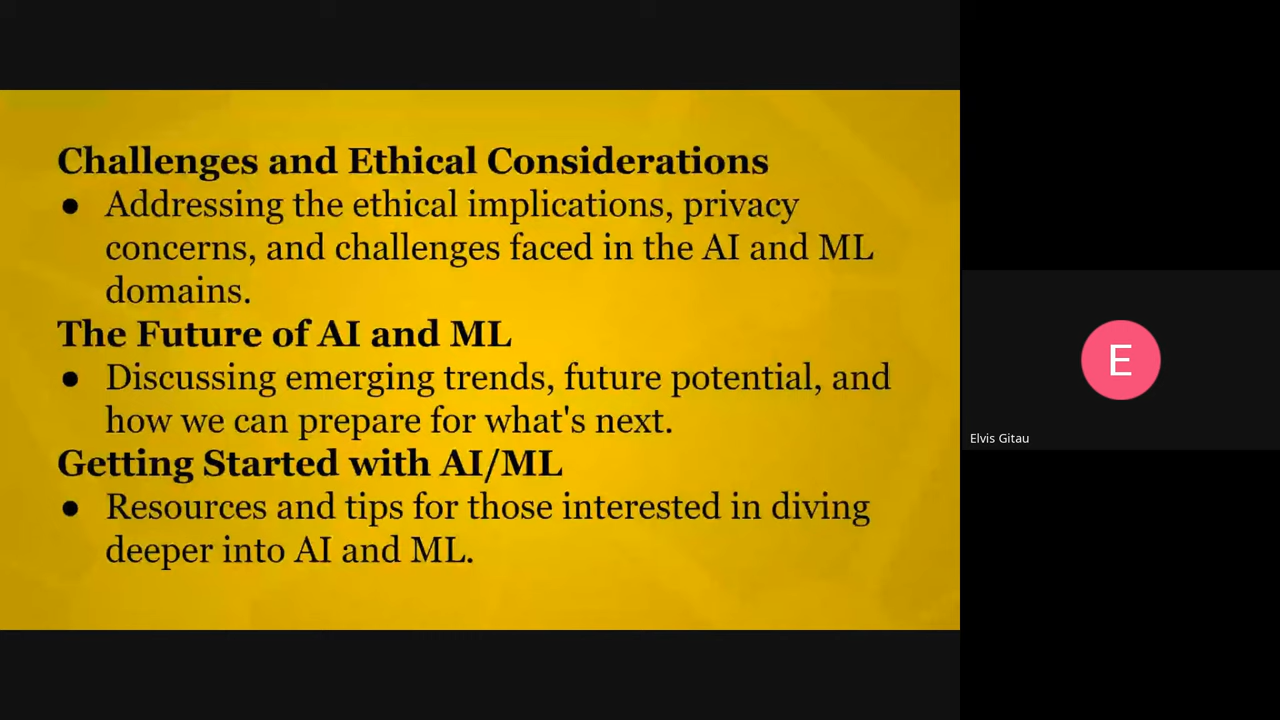 Challenges and Ethical Considerations
● Addressing the ethical implications, privacy
concerns, and challenges faced in the AI and ML
domains.
The Future of AI and ML
● Discussing emerging trends, future potential, and
how we can prepare for what's next.
Getting Started with AI/ML
● Resources and tips for those interested in diving
deeper into AI and ML.
E
Elvis Gitau